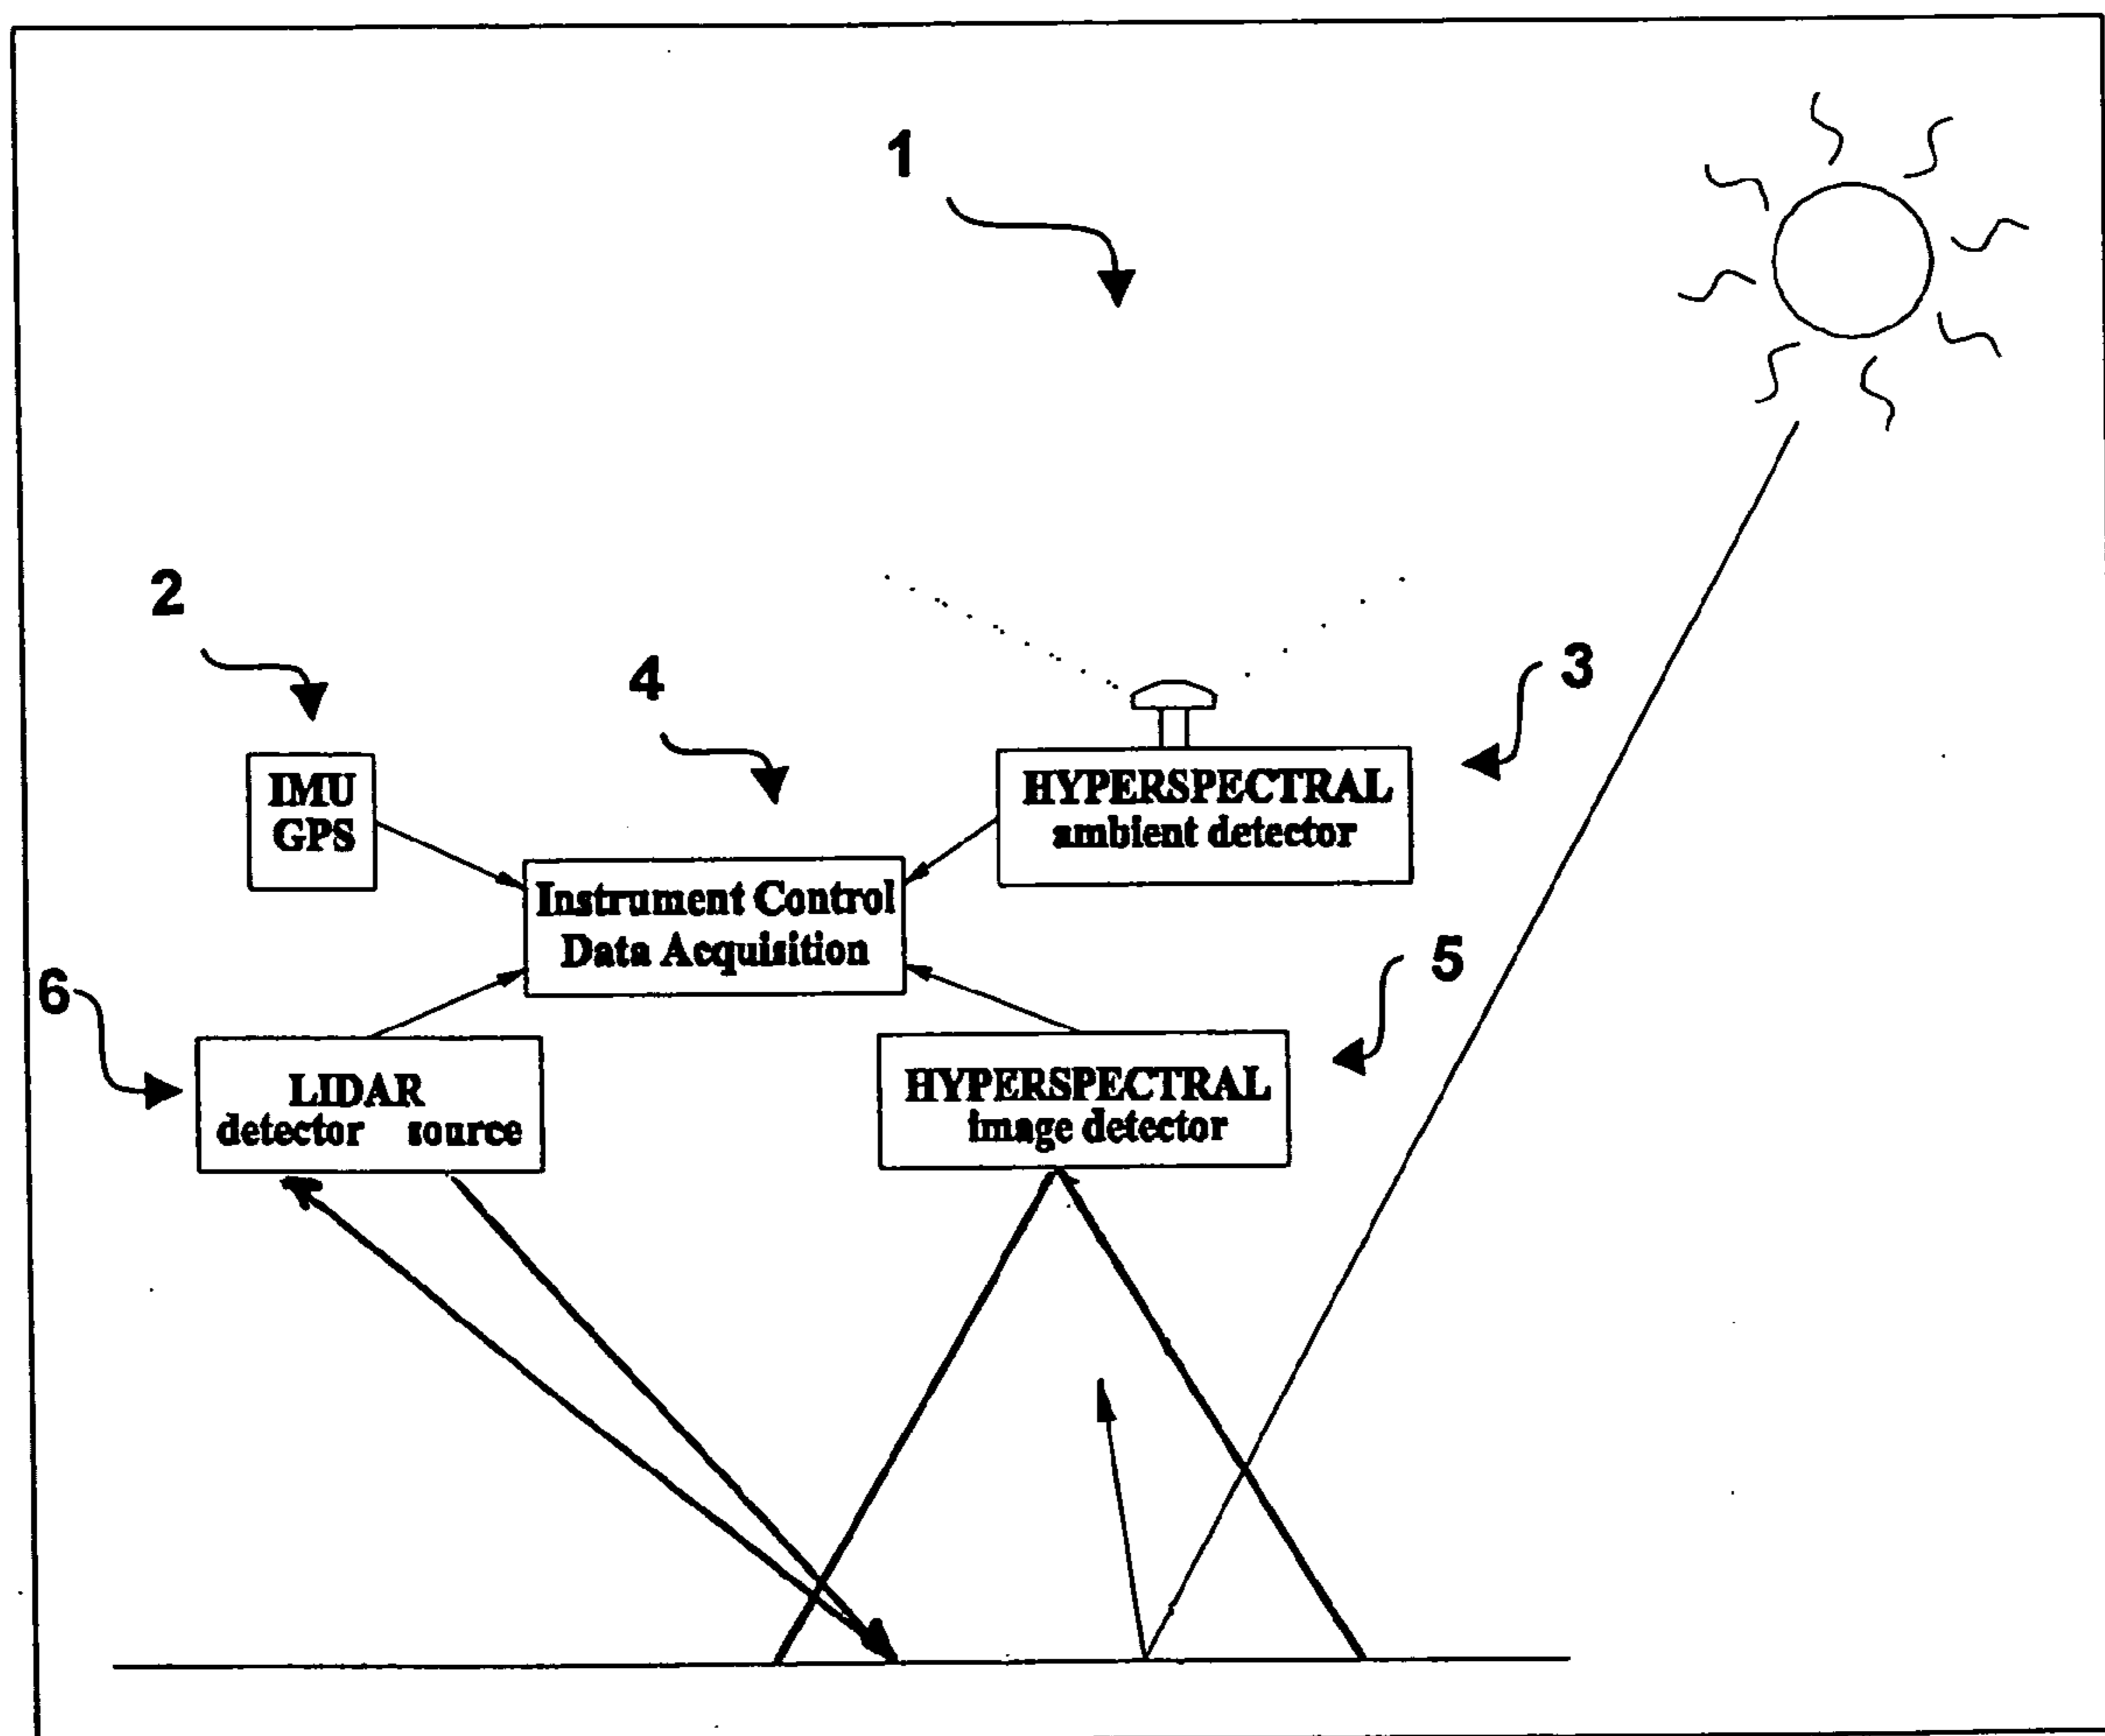 1
2
4
3
IMU
GPS
HYPERSPECTRAL
ambient detector
Instrument Control
Data Acquisition
6
5
LIDAR
detector source
HYPERSPECTRAL
image detector